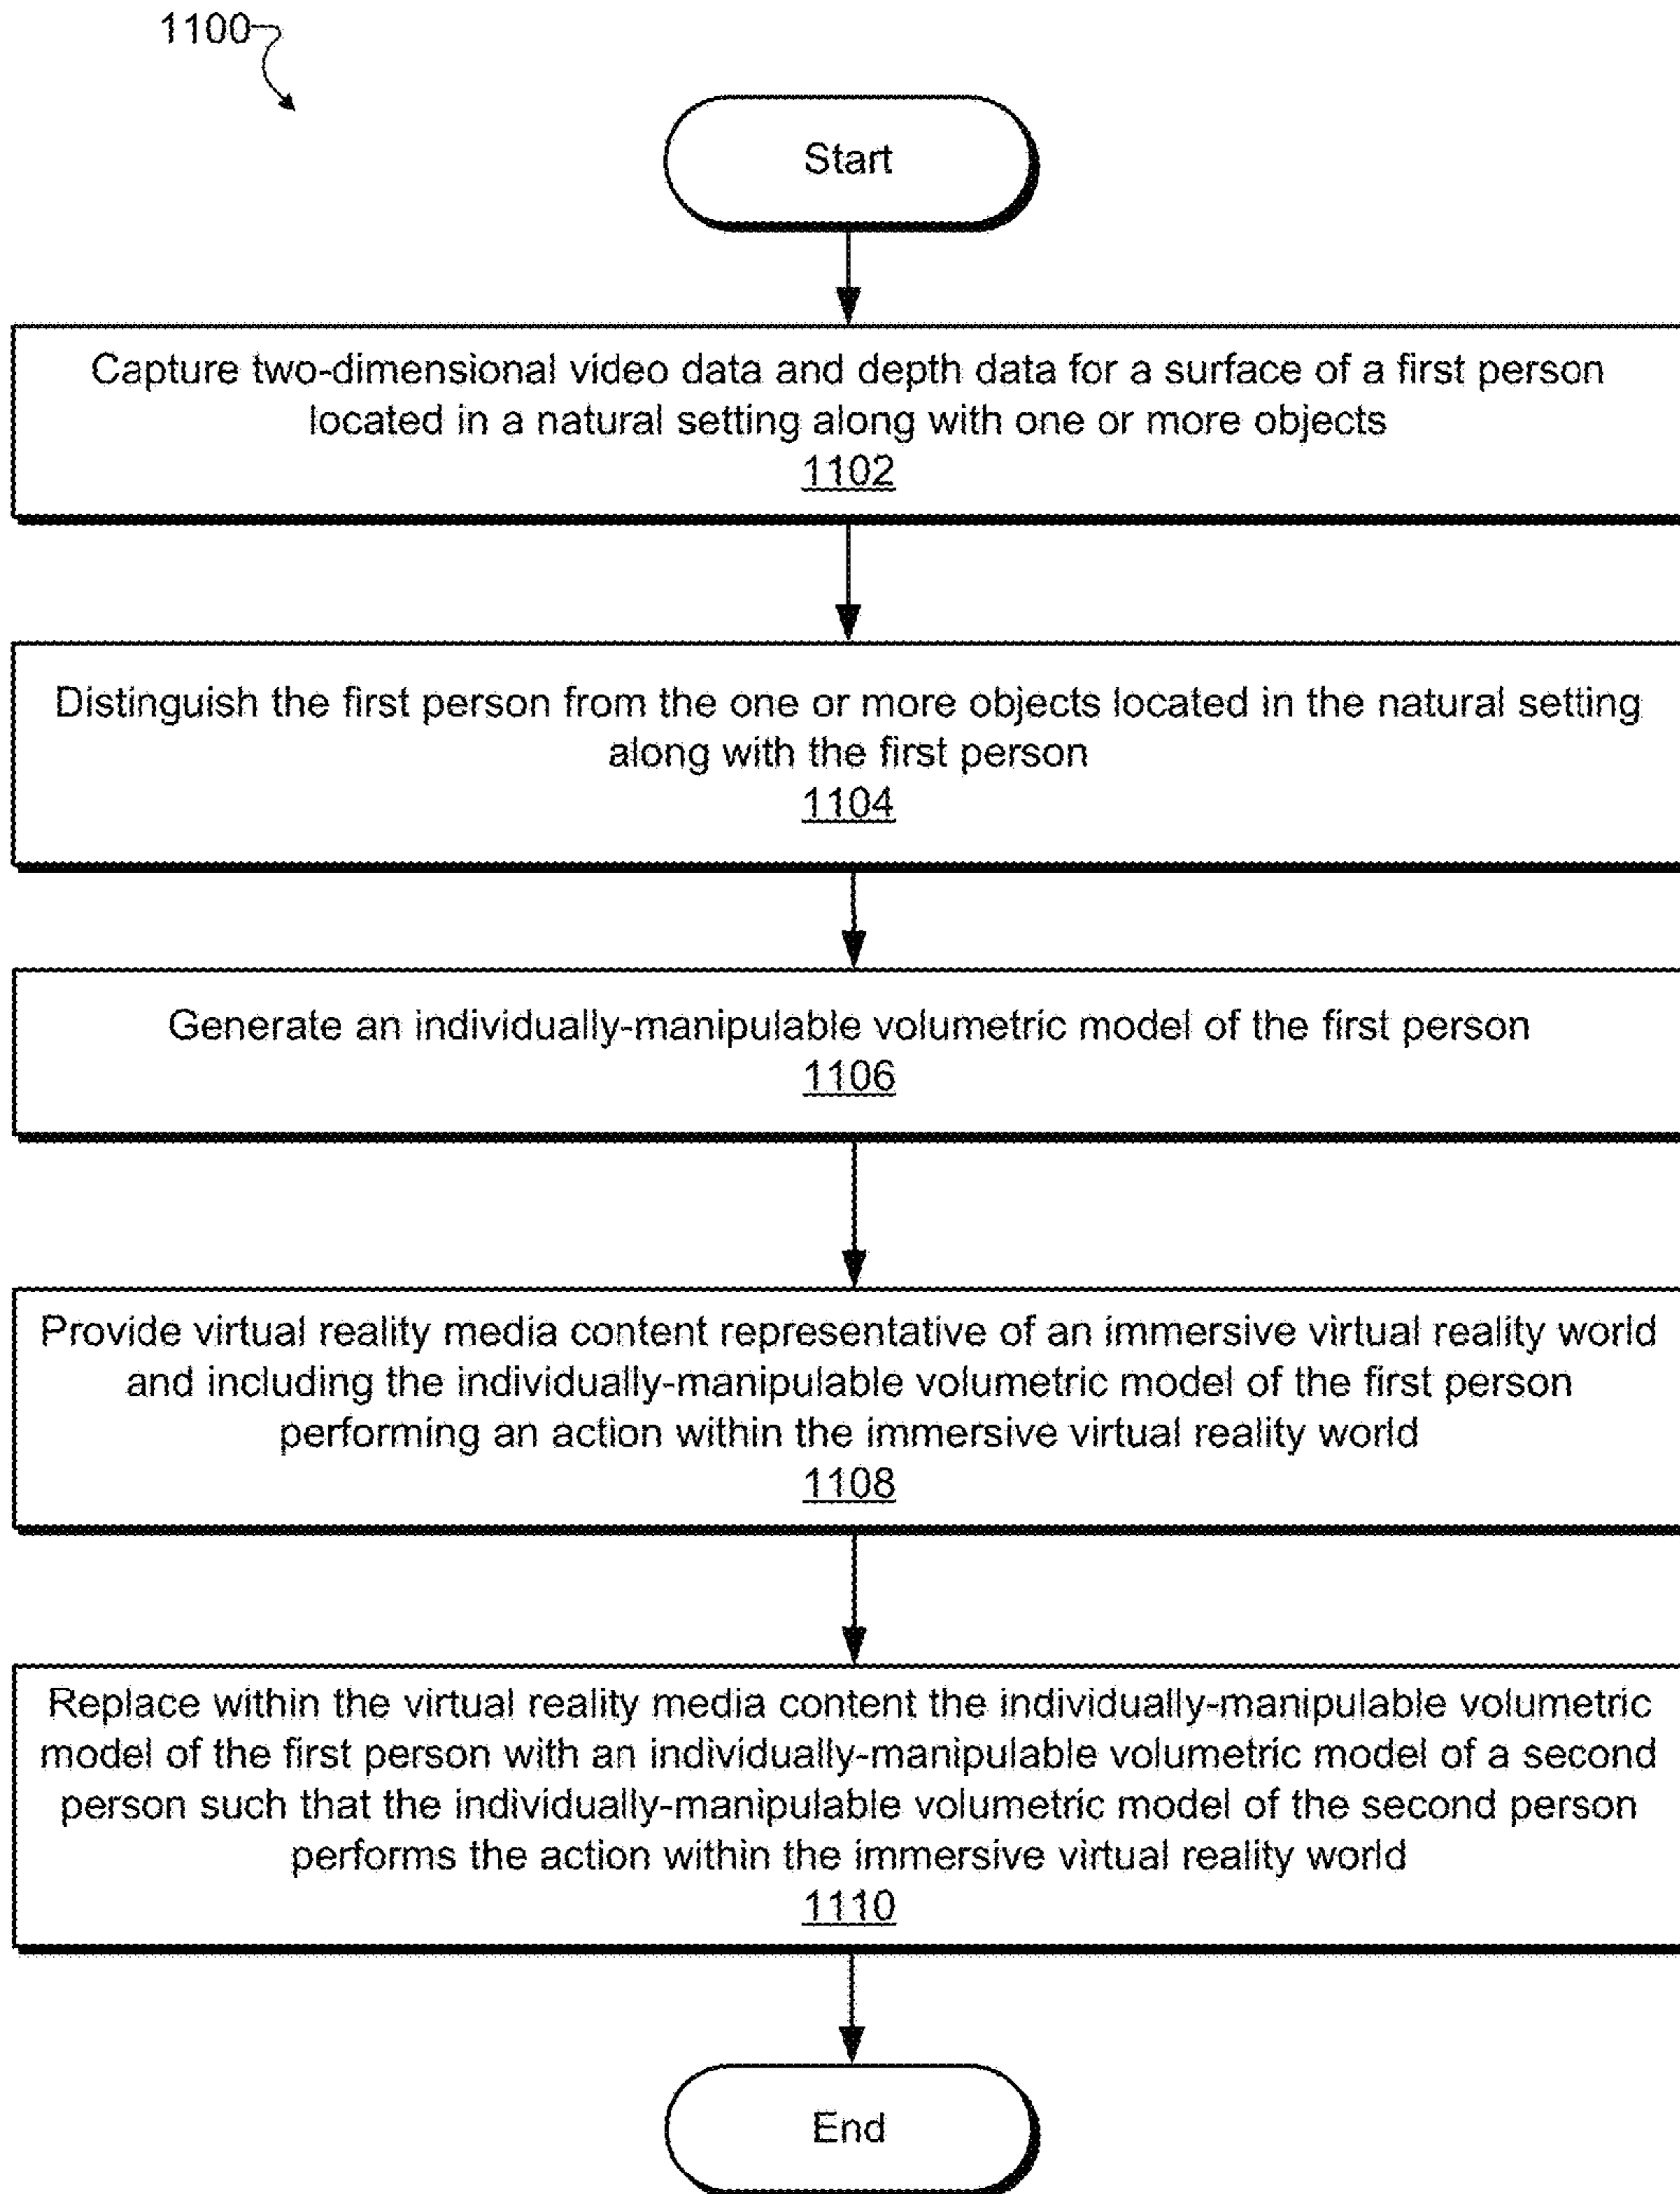 1100
Start
Capture two-dimensional video data and depth data for a surface of a first person
located in a natural setting along with one or more objects
1102
Distinguish the first person from the one or more objects located in the natural setting
along with the first person
1104
Generate an individually-manipulable volumetric model of the first person
1106
Provide virtual reality media content representative of an immersive virtual reality world
and including the individually-manipulable volumetric model of the first person
performing an action within the immersive virtual reality world
1108
Replace within the virtual reality media content the individually-manipulable volumetric
model of the first person with an individually-manipulable volumetric model of a second
person such that the individually-manipulable volumetric model of the second person
performs the action within the immersive virtual reality world
1110
End